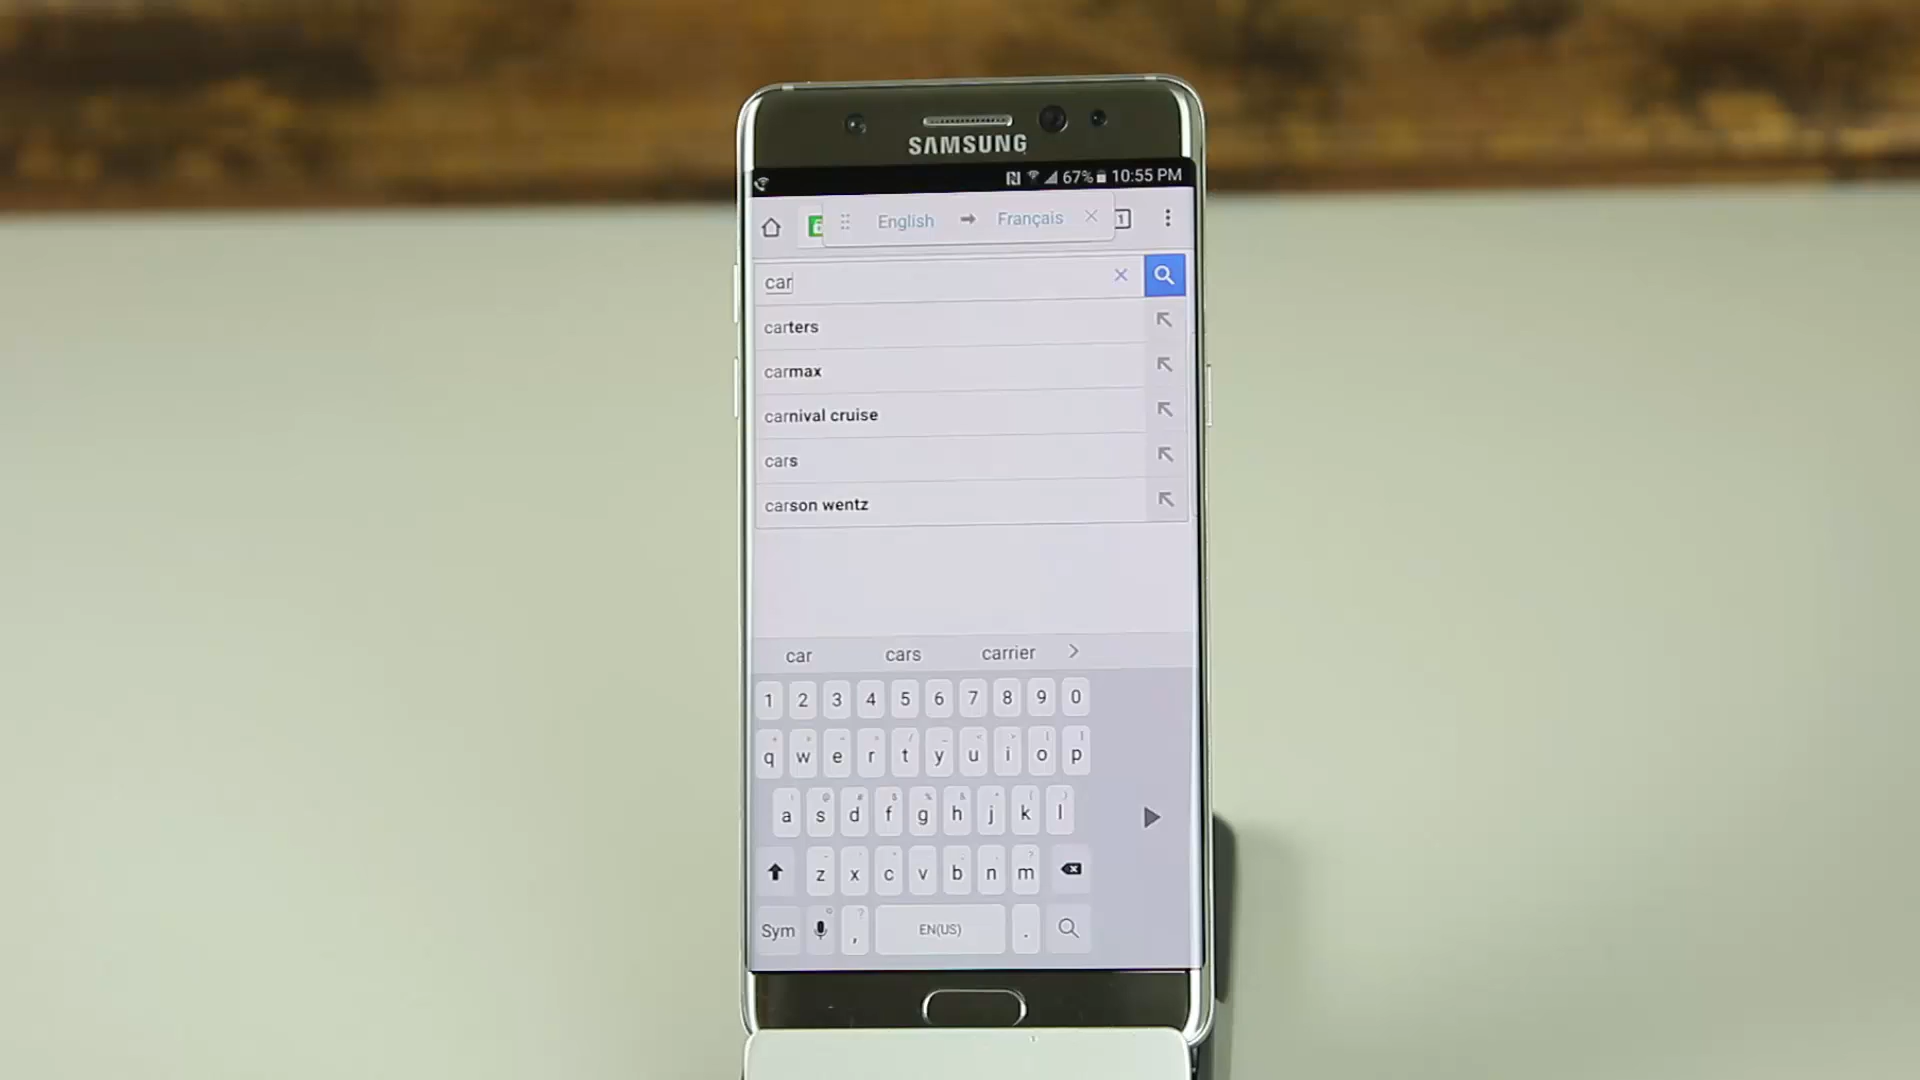 SAMSUNG
67% 10:55 PM
English → Français
1
car
carters
carmax
carnival cruise
cars
carson wentz
car cars carrier
1 2 3 4 5 6 7 8 9 0
q w e r t y u i o p
a s d f g h j k l
z x c v b n m
Sym , EN(US) .